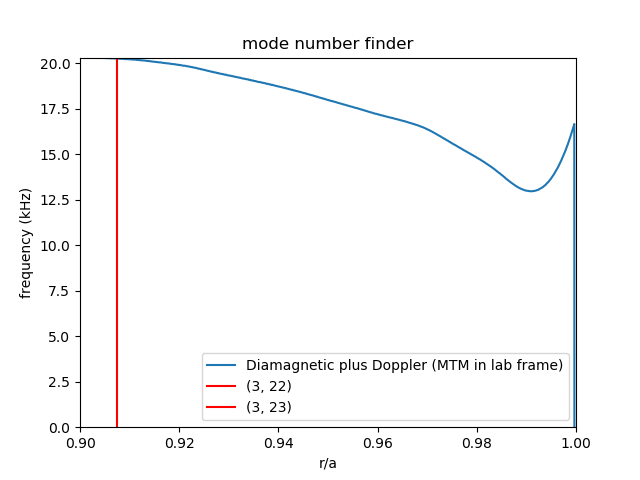 mode number finder
20.0
17.5
15.0
12.5
10.0
7.5
5.0
2.5
0.0
frequency (kHz)
Diamagnetic plus Doppler (MTM in lab frame)
(3, 22)
(3, 23)
0.90 0.92 0.94 0.96 0.98 1.00
r/a